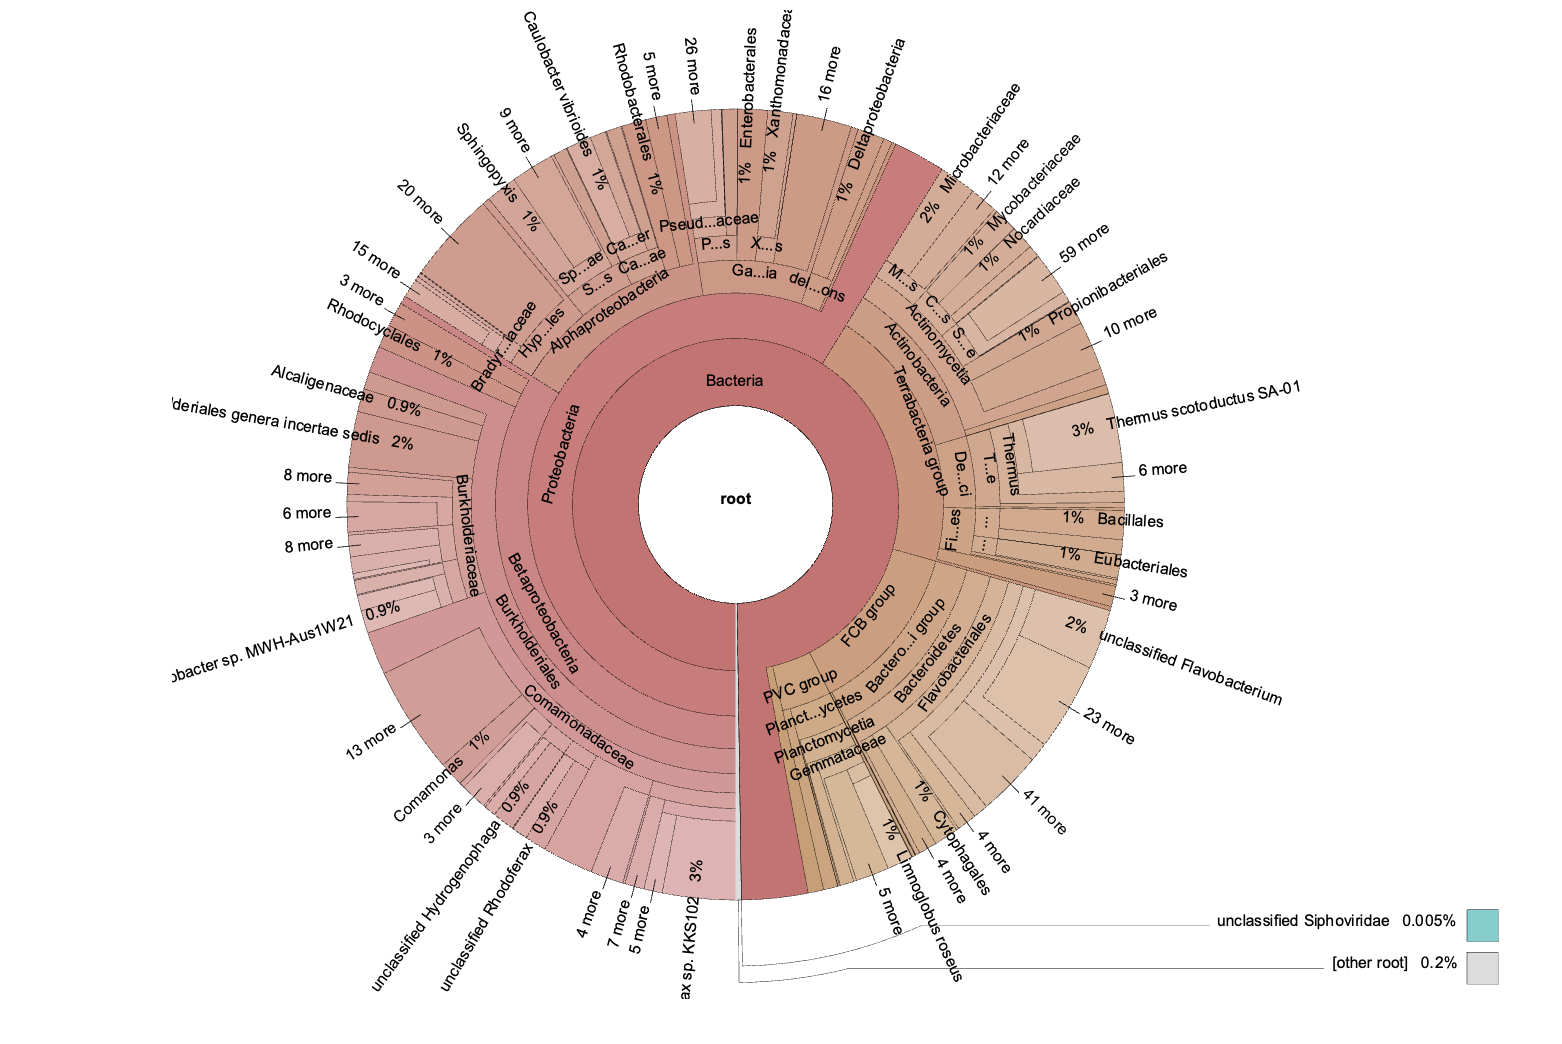 root
Bacteria
Proteobacteria
Terrabacteria group
FCB group
PVC group
Betaproteobacteria
Burkholderiales
Comamonadaceae
Burkholderiaceae
Alphaproteobacteria
Hyp...les
S...s
Ca...ae
Sp...ae
Ca...er
Ga...ia
del...ons
P...s
X...s
Pseud...aceae
Actinobacteria
Actinomycetia
M...s
C...s
S...e
De...ci
T...e
Thermus
Fi...es
...
...
Bactero...i group
Bacteroidetes
Flavobacteriales
Planct...ycetes
Planctomycetia
Gemmataceae
26 more
1% Enterobacterales
1% Xanthomonadacea
16 more
1% Deltaproteobacteria
2% Microbacteriaceae
12 more
1% Mycobacteriaceae
1% Nocardiaceae
59 more
1% Propionibacteriales
10 more
3% Thermus scotoductus SA-01
6 more
1% Bacillales
1% Eubacteriales
3 more
2% unclassified Flavobacterium
23 more
41 more
4 more
1% Cytophagales
4 more
1% Limnoglobus roseus
5 more
3%
ax sp. KKS102
5 more
7 more
4 more
0.9% unclassified Rhodoferax
0.9% unclassified Hydrogenophaga
3 more
Comamonas 1%
13 more
obacter sp. MWH-Aus1W21 0.9%
8 more
6 more
8 more
deriales genera incertae sedis 2%
Alcaligenaceae 0.9%
Rhodocyclales 1%
3 more
15 more
20 more
Sphingopyxis 1%
9 more
Caulobacter vibrioides 1%
Rhodobacterales 1%
5 more
unclassified Siphoviridae 0.005%
[other root] 0.2%